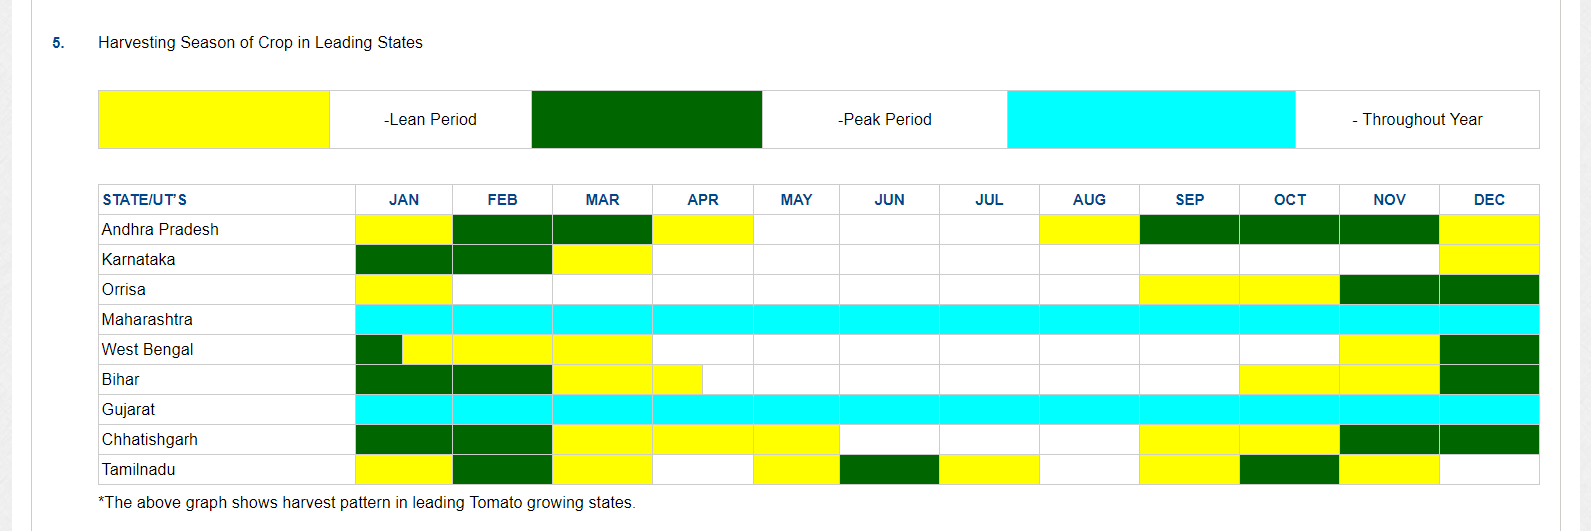 5. Harvesting Season of Crop in Leading States
-Lean Period -Peak Period - Throughout Year
STATE/UT'S JAN FEB MAR APR MAY JUN JUL AUG SEP OCT NOV DEC
Andhra Pradesh
Karnataka
Orrisa
Maharashtra
West Bengal
Bihar
Gujarat
Chhatishgarh
Tamilnadu
*The above graph shows harvest pattern in leading Tomato growing states.